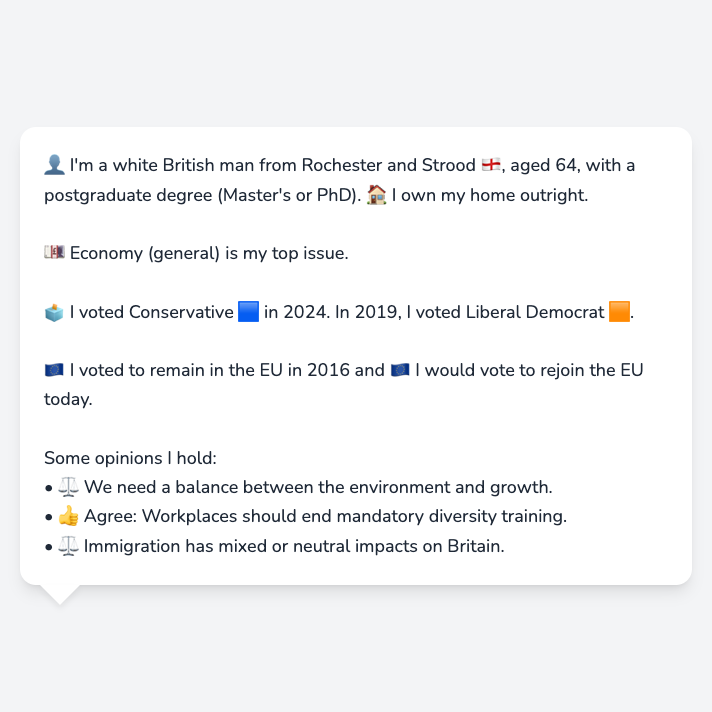 👤 I'm a white British man from Rochester and Strood 🏴󠁧󠁢󠁥󠁮󠁧󠁿, aged 64, with a
postgraduate degree (Master's or PhD). 🏠 I own my home outright.
💷 Economy (general) is my top issue.
🗳️ I voted Conservative 🟦 in 2024. In 2019, I voted Liberal Democrat 🟧.
🇪🇺 I voted to remain in the EU in 2016 and 🇪🇺 I would vote to rejoin the EU
today.
Some opinions I hold:
• ⚖️ We need a balance between the environment and growth.
• 👍 Agree: Workplaces should end mandatory diversity training.
• ⚖️ Immigration has mixed or neutral impacts on Britain.